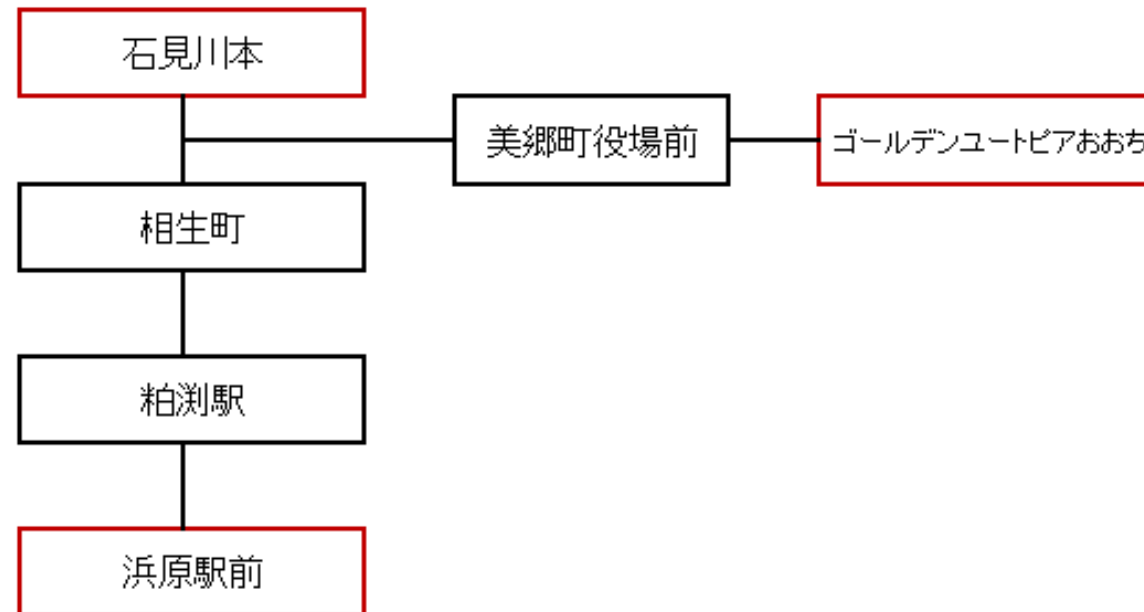 石見川本
美郷町役場前
ゴールデンユートピアおおち
相生町
粕渕駅
浜原駅前